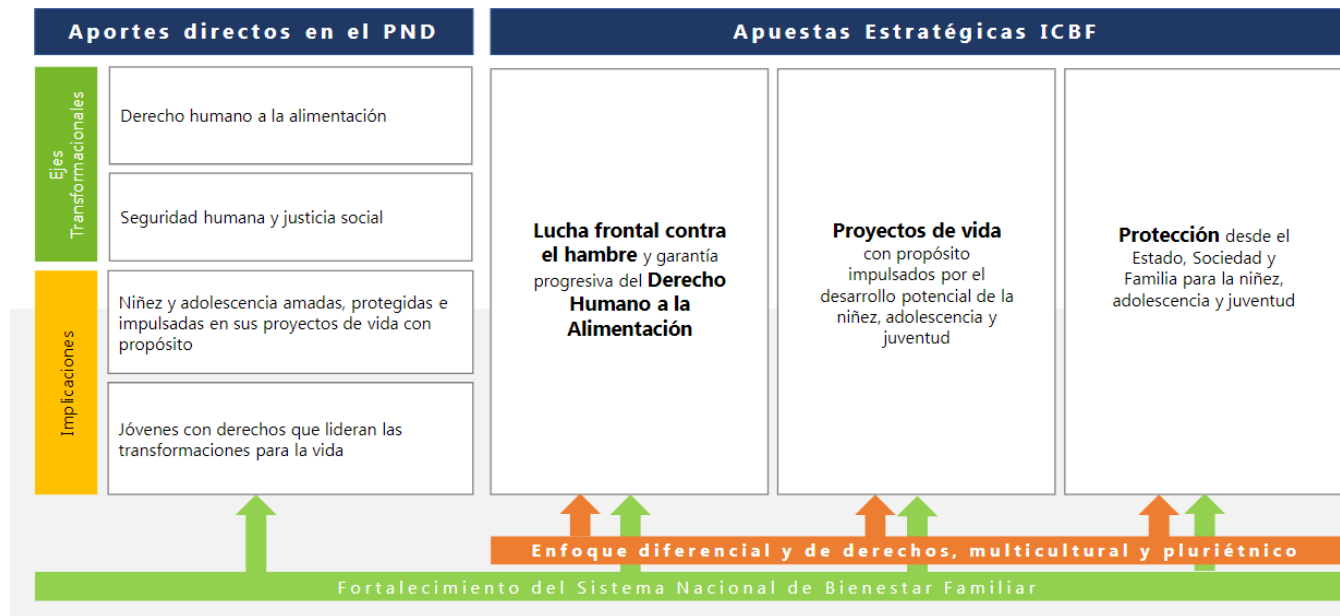 Aportes directos en el PND
Apuestas Estratégicas ICBF
Ejes
Transformacionales
Derecho humano a la alimentación
Seguridad humana y justicia social
Implicaciones
Niñez y adolescencia amadas, protegidas e
impulsadas en sus proyectos de vida con
propósito
Jóvenes con derechos que lideran las
transformaciones para la vida
Lucha frontal contra
el hambre y garantía
progresiva del Derecho
Humano a la
Alimentación
Proyectos de vida
con propósito
impulsados por el
desarrollo potencial de la
niñez, adolescencia y
juventud
Protección desde el
Estado, Sociedad y
Familia para la niñez,
adolescencia y juventud
Enfoque diferencial y de derechos, multicultural y pluriétnico
Fortalecimiento del Sistema Nacional de Bienestar Familiar